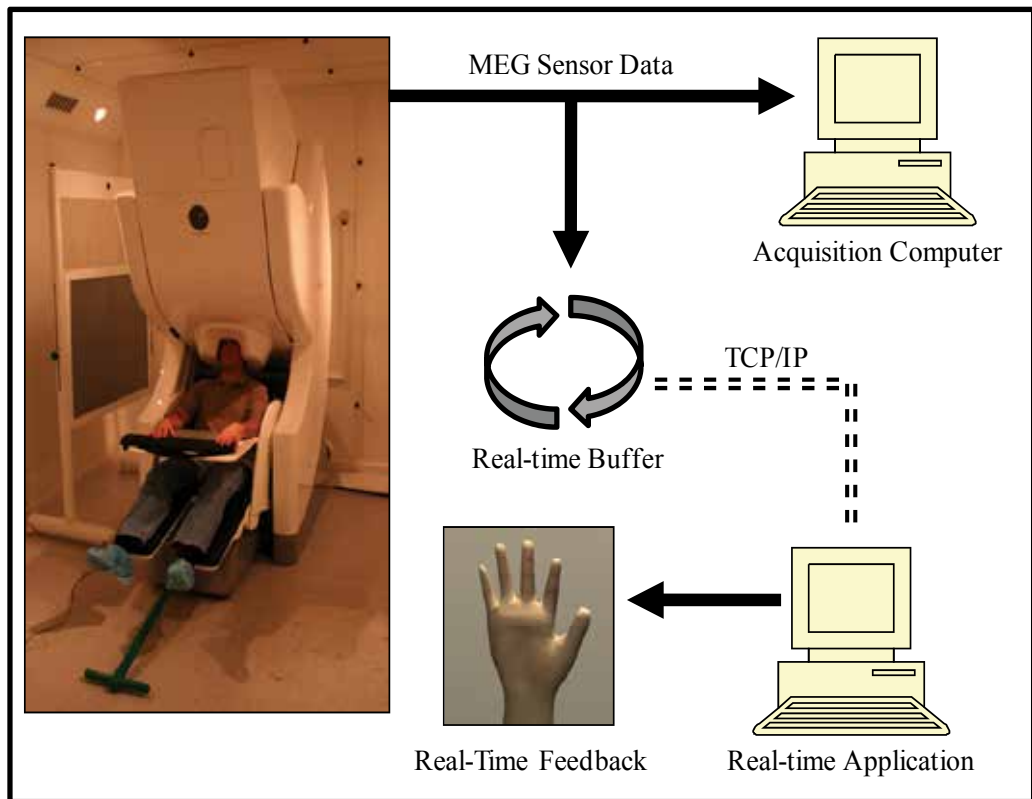 MEG Sensor Data
Acquisition Computer
TCP/IP
Real-time Buffer
Real-Time Feedback
Real-time Application